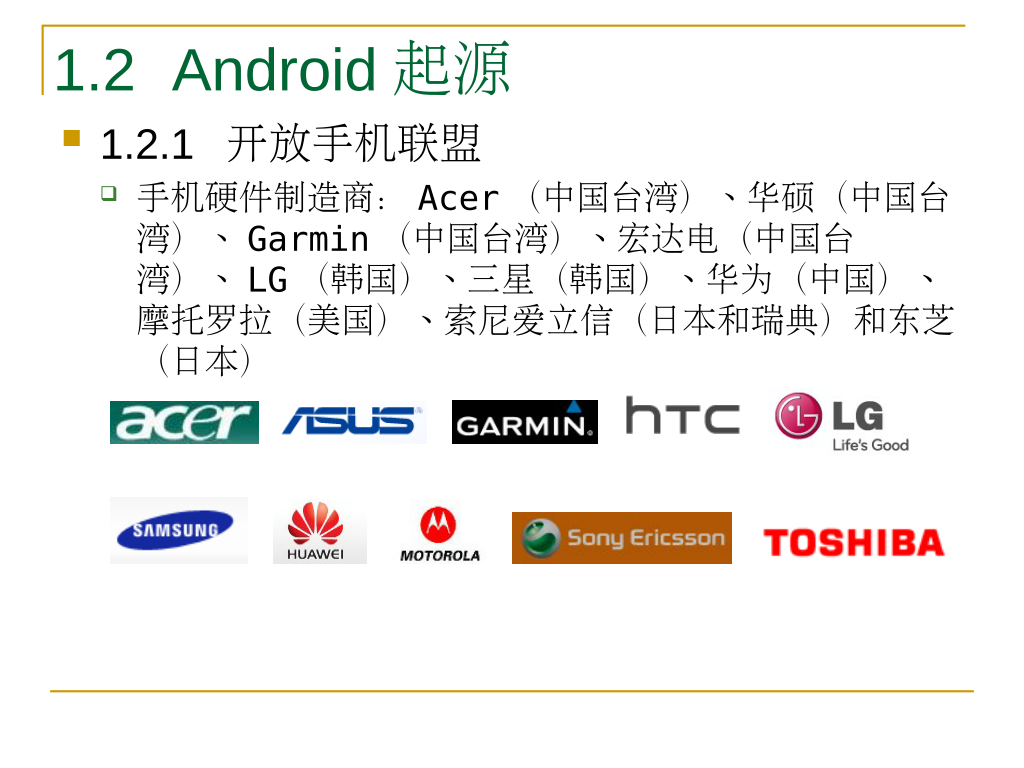 1.2 Android 起源
1.2.1 开放手机联盟
手机硬件制造商： Acer （中国台湾）、华硕（中国台
湾）、 Garmin （中国台湾）、宏达电（中国台
湾）、 LG （韩国）、三星（韩国）、华为（中国）、
摩托罗拉（美国）、索尼爱立信（日本和瑞典）和东芝
（日本）
acer ASUS GARMIN hTC LG
Life's Good
SAMSUNG HUAWEI MOTOROLA Sony Ericsson TOSHIBA